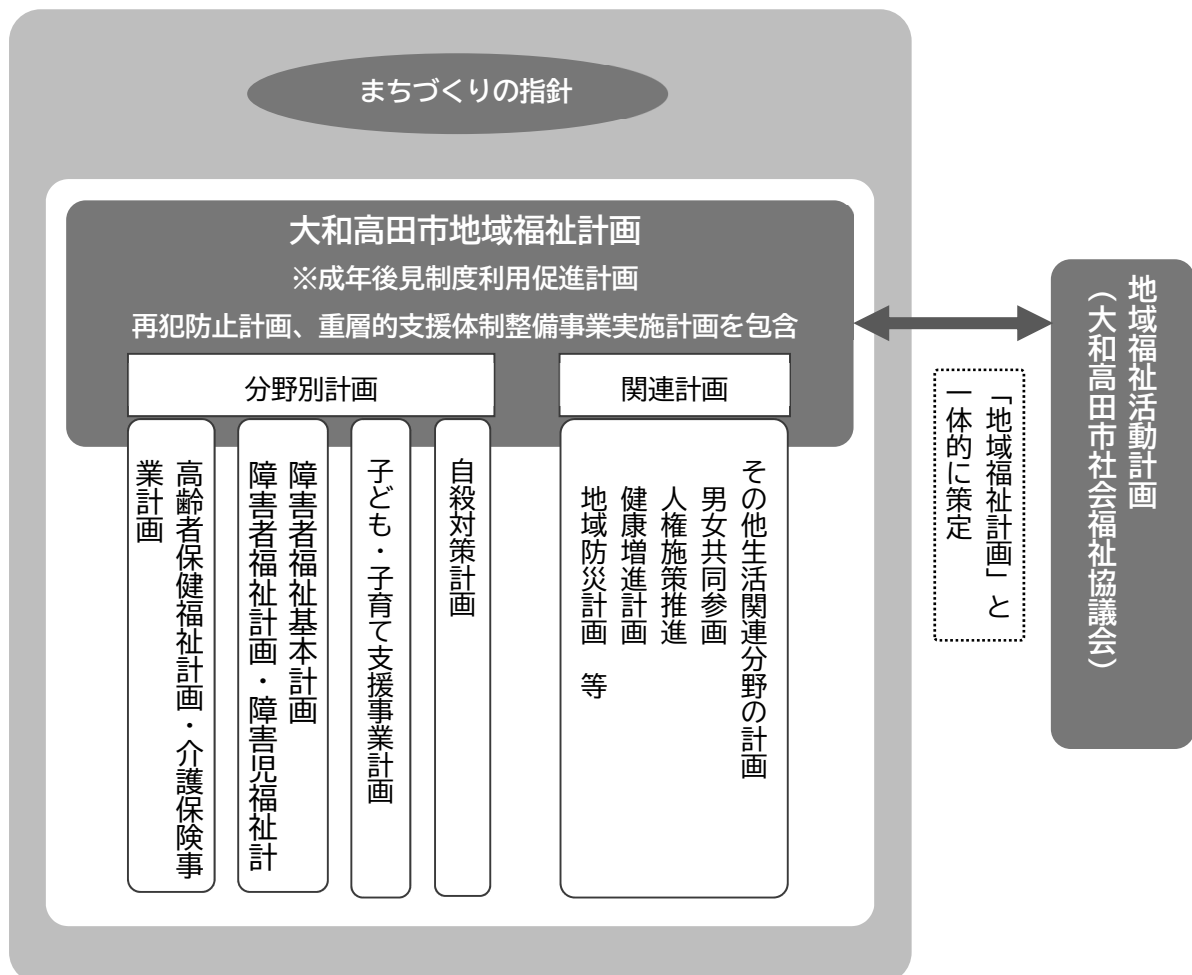 まちづくりの指針
大和高田市地域福祉計画
※成年後見制度利用促進計画
再犯防止計画、重層的支援体制整備事業実施計画を包含
分野別計画
関連計画
高齢者保健福祉計画・介護保険事
業計画
障害者福祉基本計画
障害者福祉計画・障害児福祉計
子ども・子育て支援事業計画
自殺対策計画
その他生活関連分野の計画
男女共同参画
人権施策推進
健康増進計画
地域防災計画 等
「地域福祉計画」と
一体的に策定
地域福祉活動計画
（大和高田市社会福祉協議会）